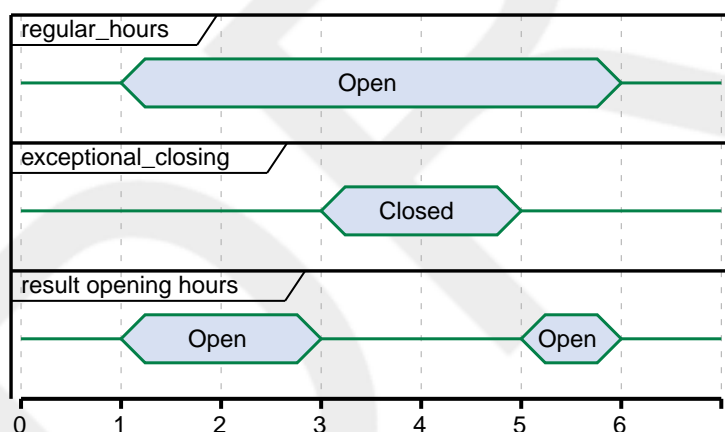 regular_hours
Open
exceptional_closing
Closed
result opening hours
Open Open
0 1 2 3 4 5 6